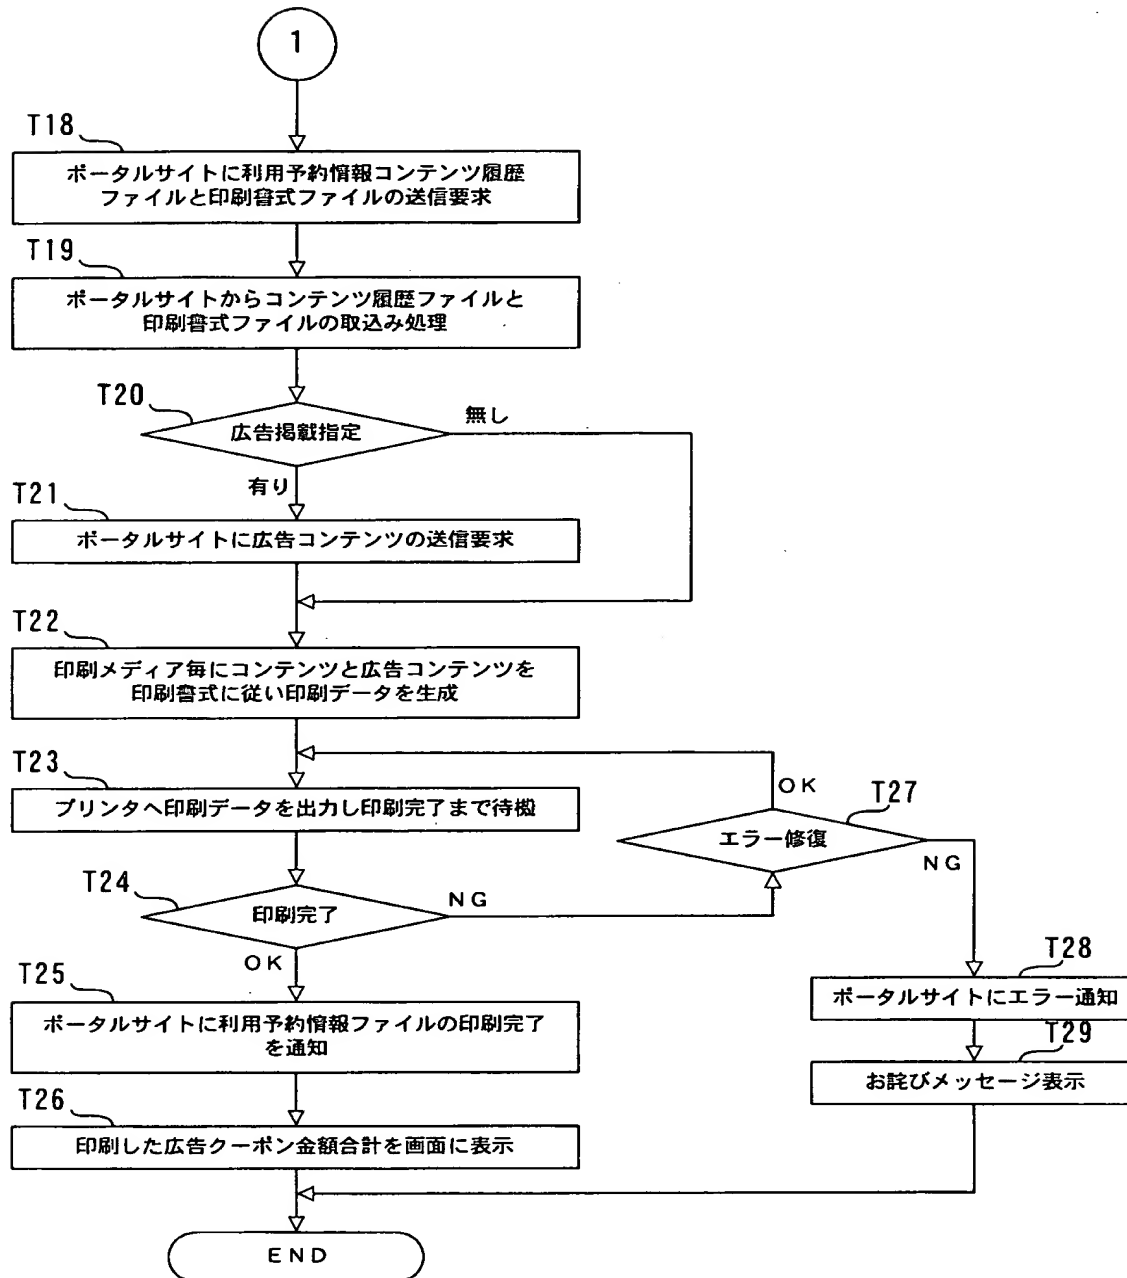 1
T18
ポータルサイトに利用予約情報コンテンツ履歴
ファイルと印刷書式ファイルの送信要求
T19
ポータルサイトからコンテンツ履歴ファイルと
印刷書式ファイルの取込み処理
T20
広告掲載指定
無し
有り
T21
ポータルサイトに広告コンテンツの送信要求
T22
印刷メディア毎にコンテンツと広告コンテンツを
印刷書式に従い印刷データを生成
T23
プリンタへ印刷データを出力し印刷完了まで待機
OK
T27
エラー修復
NG
T24
印刷完了
NG
OK
T28
ポータルサイトにエラー通知
T25
ポータルサイトに利用予約情報ファイルの印刷完了
を通知
T29
お詫びメッセージ表示
T26
印刷した広告クーポン金額合計を画面に表示
END